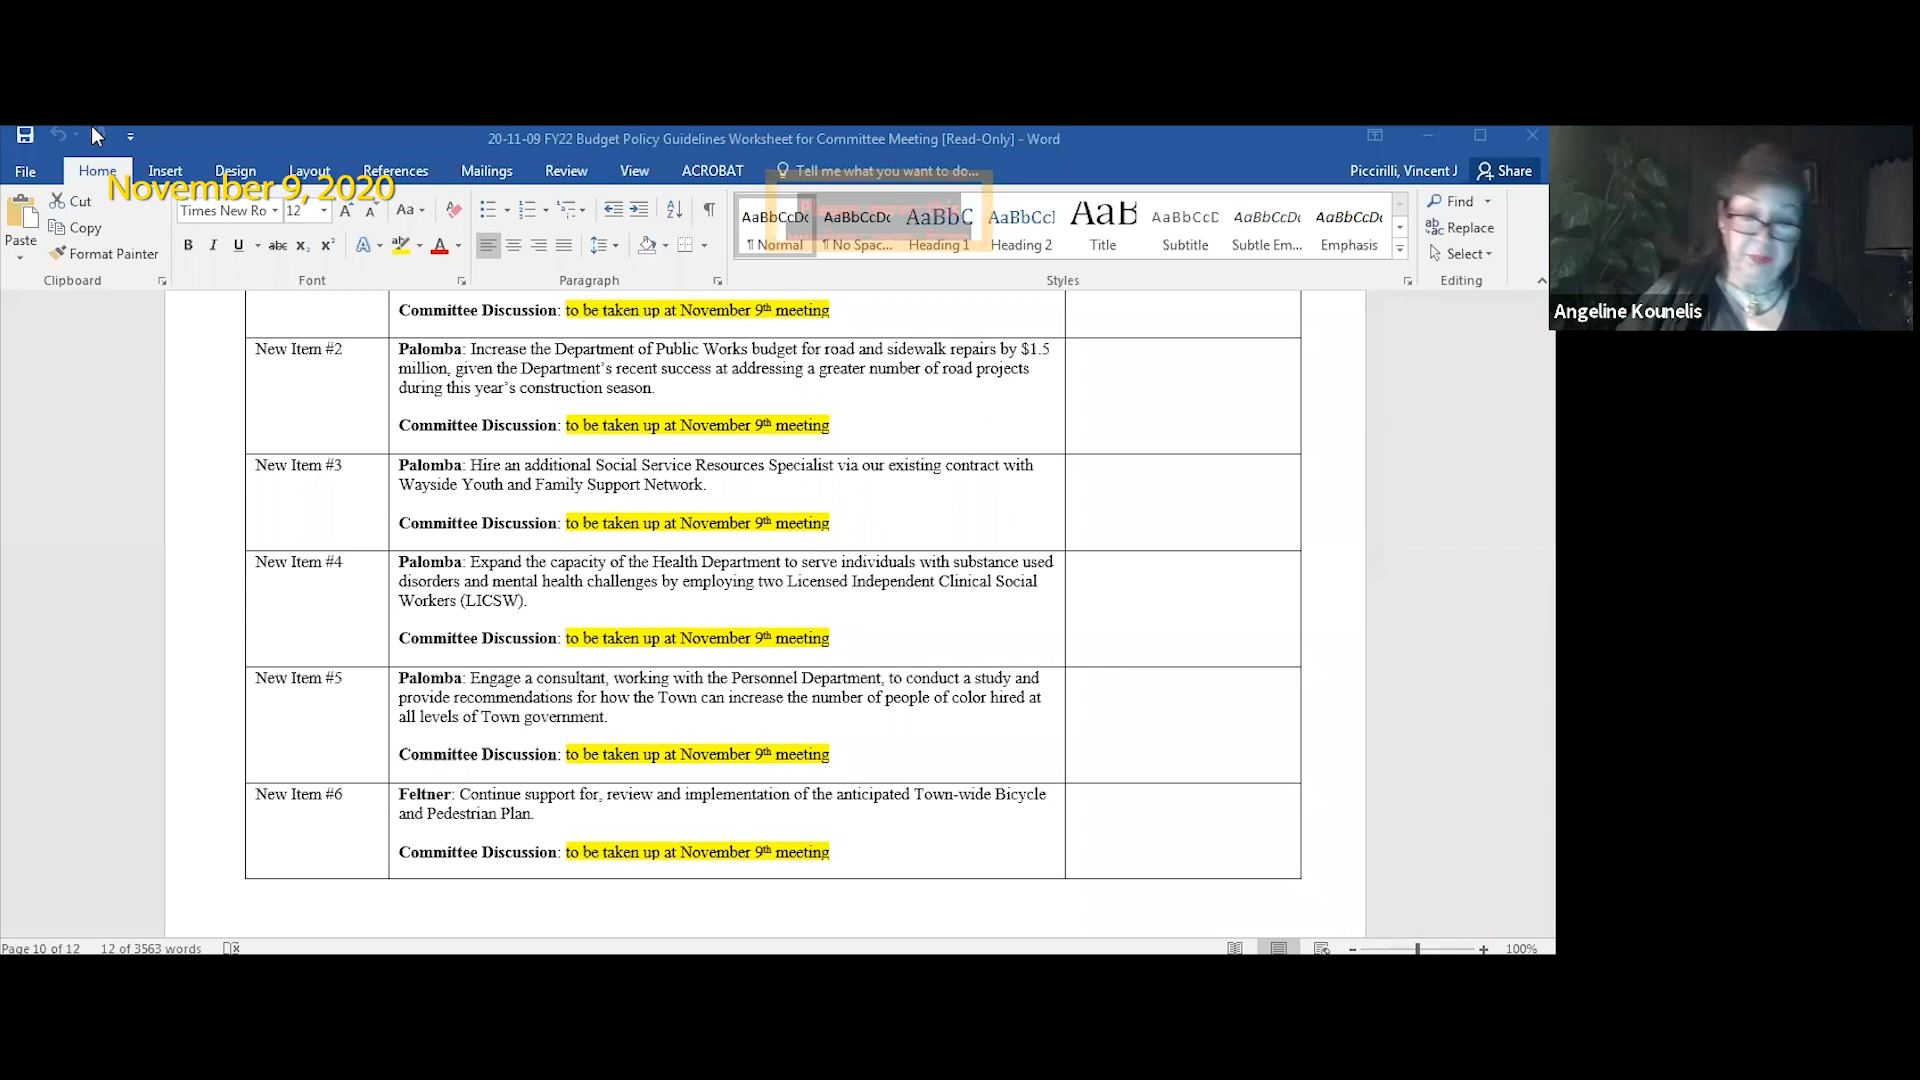 20-11-09 FY22 Budget Policy Guidelines Worksheet for Committee Meeting [Read-Only] - Word
File Home Insert Design Layout References Mailings Review View ACROBAT Tell me what you want to do... Piccirilli, Vincent J Share
November 9, 2020
Paste
Cut
Copy
Format Painter
Clipboard
Times New Ro 12
Font
Paragraph
AaBbCcDc AaBbCcDc AaBbC AaBbCcl AaB AaBbCcD AaBbCcDc AaBbCcDc
¶ Normal ¶ No Spac... Heading 1 Heading 2 Title Subtitle Subtle Em... Emphasis
Styles
Find
Replace
Select
Editing
Angeline Kounelis
Committee Discussion: to be taken up at November 9th meeting
New Item #2
Palomba: Increase the Department of Public Works budget for road and sidewalk repairs by $1.5
million, given the Department's recent success at addressing a greater number of road projects
during this year's construction season.
Committee Discussion: to be taken up at November 9th meeting
New Item #3
Palomba: Hire an additional Social Service Resources Specialist via our existing contract with
Wayside Youth and Family Support Network.
Committee Discussion: to be taken up at November 9th meeting
New Item #4
Palomba: Expand the capacity of the Health Department to serve individuals with substance used
disorders and mental health challenges by employing two Licensed Independent Clinical Social
Workers (LICSW).
Committee Discussion: to be taken up at November 9th meeting
New Item #5
Palomba: Engage a consultant, working with the Personnel Department, to conduct a study and
provide recommendations for how the Town can increase the number of people of color hired at
all levels of Town government.
Committee Discussion: to be taken up at November 9th meeting
New Item #6
Feltner: Continue support for, review and implementation of the anticipated Town-wide Bicycle
and Pedestrian Plan.
Committee Discussion: to be taken up at November 9th meeting
Page 10 of 12 12 of 3563 words 100%